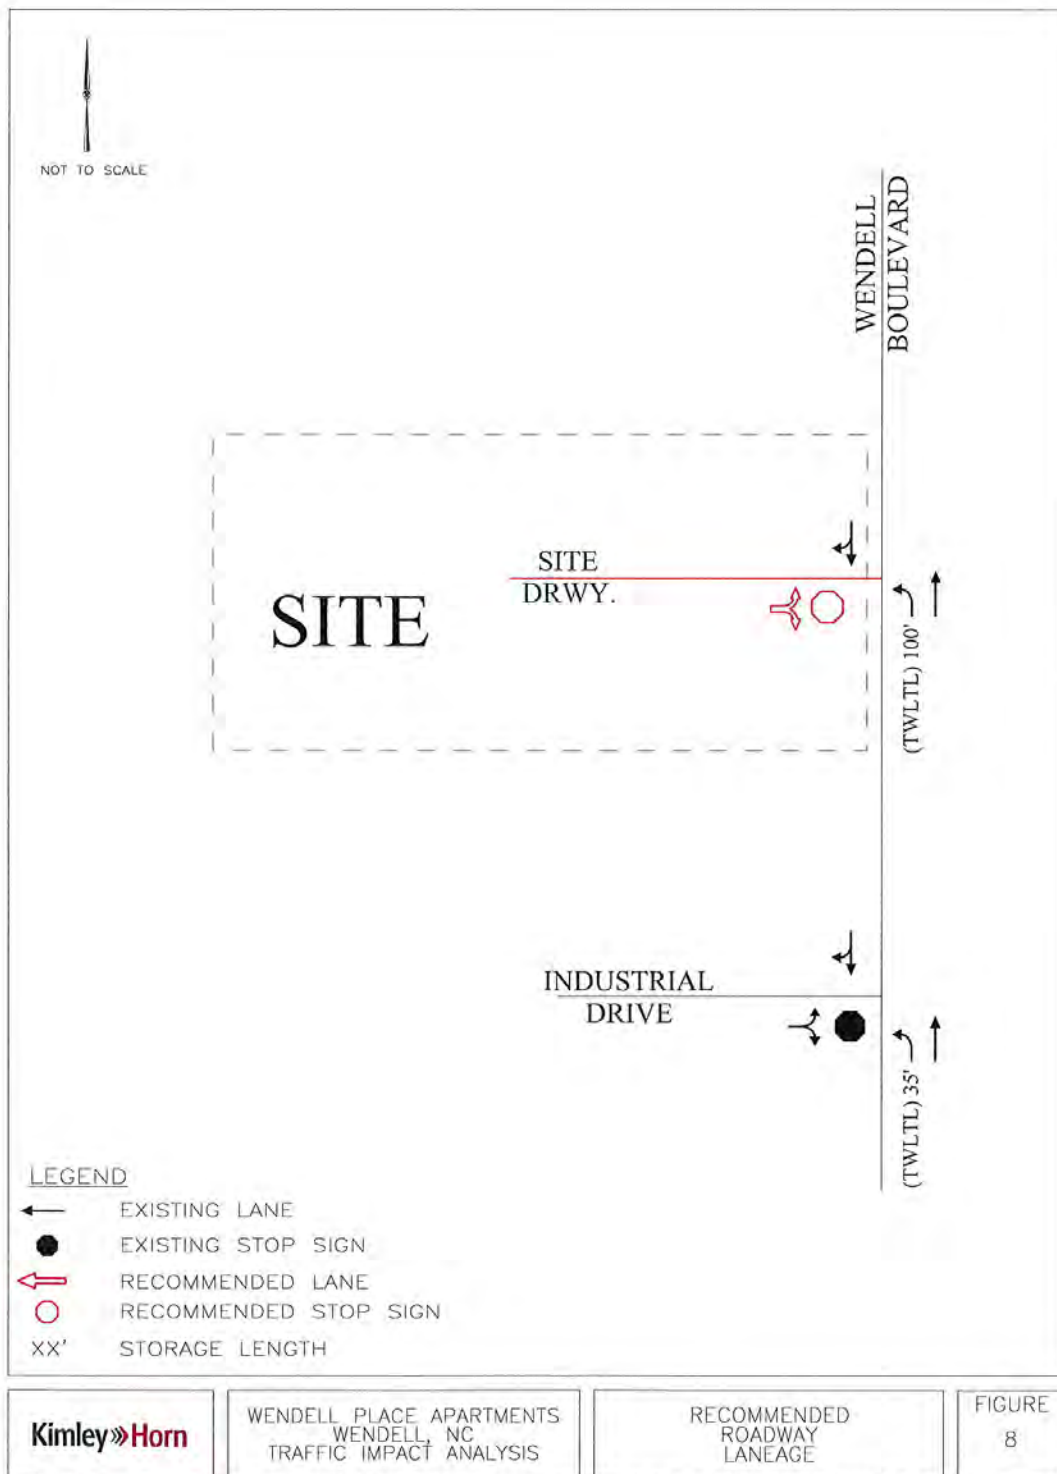 NOT TO SCALE
WENDELL
BOULEVARD
SITE
DRWY.
SITE
(TWLTL) 100'
INDUSTRIAL
DRIVE
(TWLTL) 35'
LEGEND
EXISTING LANE
EXISTING STOP SIGN
RECOMMENDED LANE
RECOMMENDED STOP SIGN
XX' STORAGE LENGTH
Kimley»Horn
WENDELL PLACE APARTMENTS
WENDELL, NC
TRAFFIC IMPACT ANALYSIS
RECOMMENDED
ROADWAY
LANEAGE
FIGURE
8